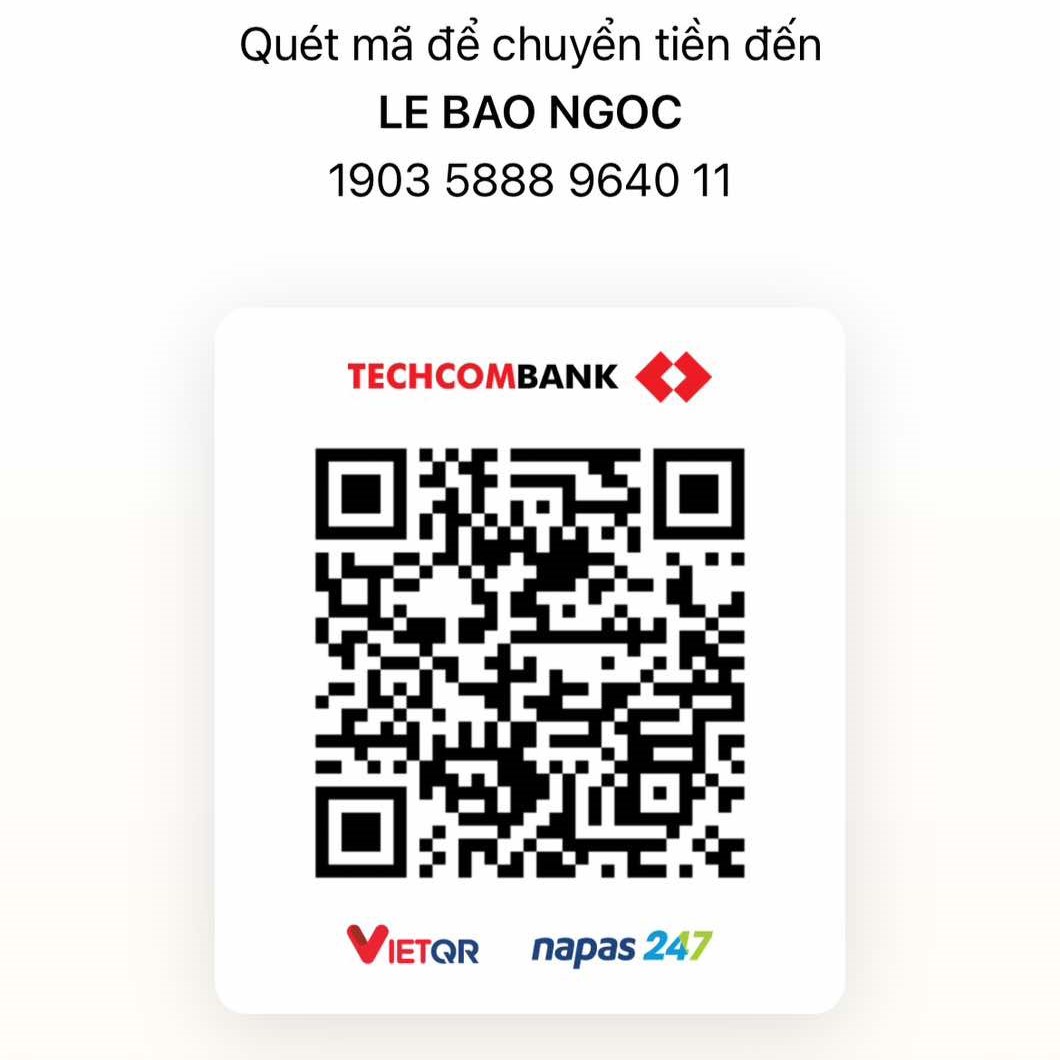 Quét mã để chuyển tiền đến
LE BAO NGOC
1903 5888 9640 11
TECHCOMBANK
VIETQR
napas 247